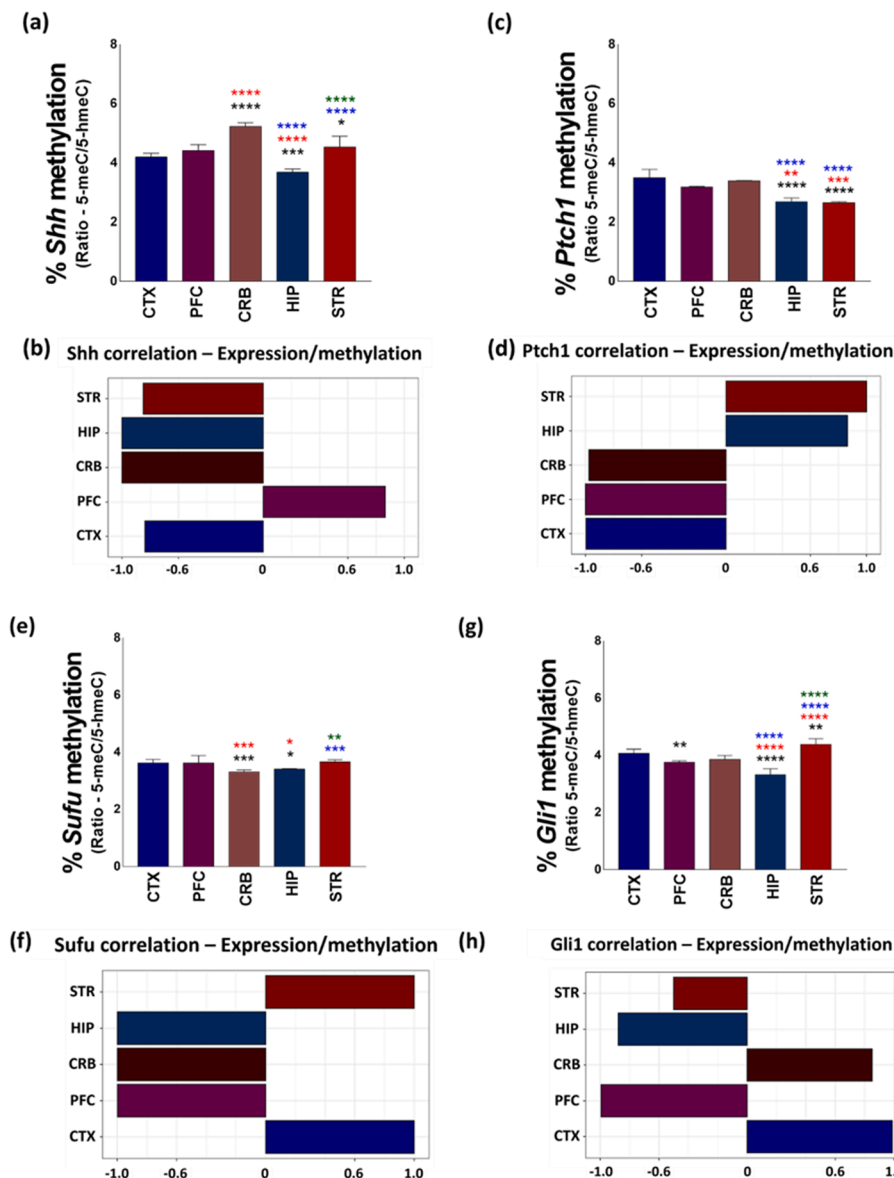 (a)
% Shh methylation
(Ratio - 5-meC/5-hmeC)
8
6
4
2
0
****
****
****
****
***
****
****
*
CTX
PFC
CRB
HIP
STR
(c)
% Ptch1 methylation
(Ratio 5-meC/5-hmeC)
8
6
4
2
0
****
**
****
****
***
****
CTX
PFC
CRB
HIP
STR
(b)
Shh correlation – Expression/methylation
STR
HIP
CRB
PFC
CTX
-1.0 -0.6 0 0.6 1.0
(d)
Ptch1 correlation – Expression/methylation
STR
HIP
CRB
PFC
CTX
-1.0 -0.6 0 0.6 1.0
(e)
% Sufu methylation
(Ratio - 5-meC/5-hmeC)
8
6
4
2
0
***
***
*
*
**
***
CTX
PFC
CRB
HIP
STR
(g)
% Gli1 methylation
(Ratio 5-meC/5-hmeC)
8
6
4
2
0
**
****
****
****
****
****
****
**
CTX
PFC
CRB
HIP
STR
(f)
Sufu correlation – Expression/methylation
STR
HIP
CRB
PFC
CTX
-1.0 -0.6 0 0.6 1.0
(h)
Gli1 correlation – Expression/methylation
STR
HIP
CRB
PFC
CTX
-1.0 -0.6 0 0.6